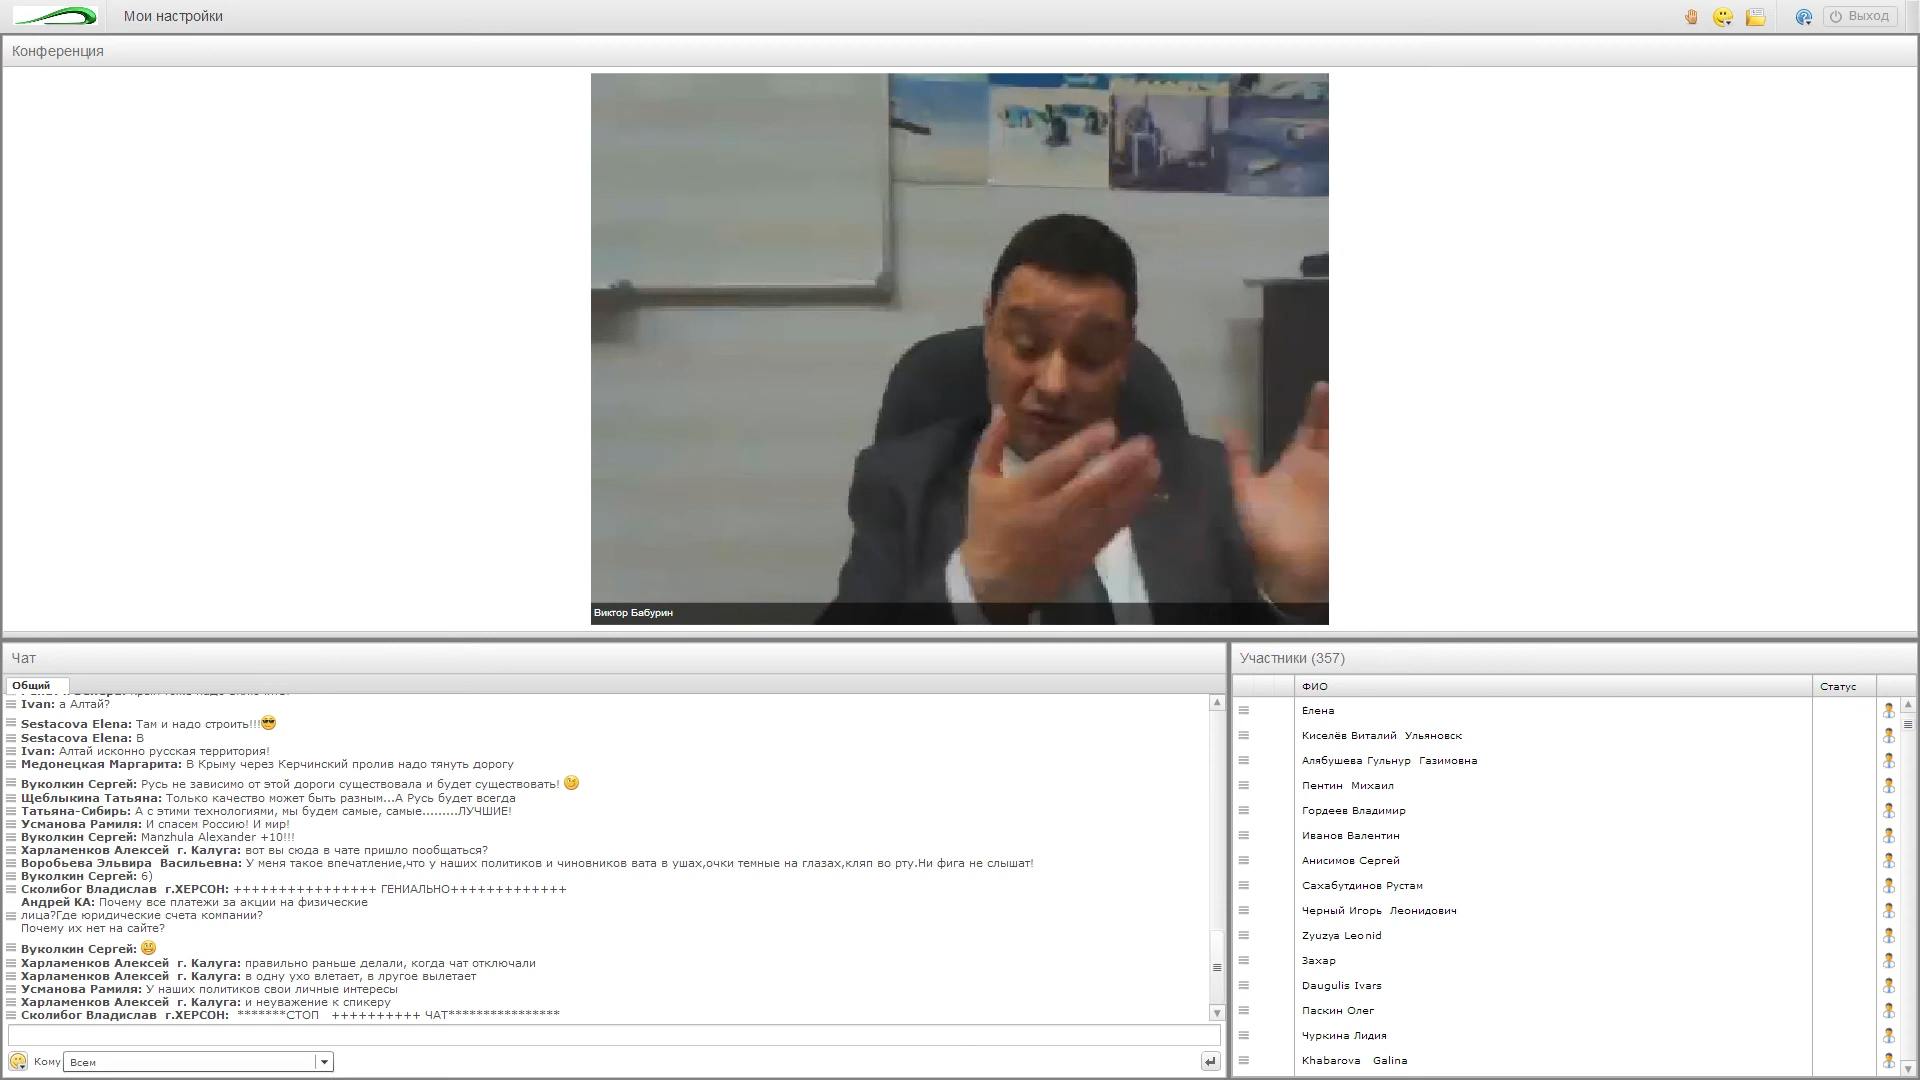 Мои настройки
Выход
Конференция
Виктор Бабурин
Чат
Общий
Ivan: а Алтай?
Sestacova Elena: Там и надо строить!!!
Sestacova Elena: В
Ivan: Алтай исконно русская территория!
Медонецкая Маргарита: В Крыму через Керчинский пролив надо тянуть дорогу
Вуколкин Сергей: Русь не зависимо от этой дороги существовала и будет существовать!
Щеблыкина Татьяна: Только качество может быть разным...А Русь будет всегда
Татьяна-Сибирь: А с этими технологиями, мы будем самые, самые.........ЛУЧШИЕ!
Усманова Рамиля: И спасем Россию! И мир!
Вуколкин Сергей: Manzhula Alexander +10!!!
Харламенков Алексей г. Калуга: вот вы сюда в чате пришло пообщаться?
Воробьева Эльвира Васильевна: У меня такое впечатление,что у наших политиков и чиновников вата в ушах,очки темные на глазах,кляп во рту.Ни фига не слышат!
Вуколкин Сергей: 6)
Сколибог Владислав г.ХЕРСОН: ++++++++++++++++ ГЕНИАЛЬНО+++++++++++++
Андрей КА: Почему все платежи за акции на физические
лица?Где юридические счета компании?
Почему их нет на сайте?
Вуколкин Сергей:
Харламенков Алексей г. Калуга: правильно раньше делали, когда чат отключали
Харламенков Алексей г. Калуга: в одну ухо влетает, в лругое вылетает
Усманова Рамиля: У наших политиков свои личные интересы
Харламенков Алексей г. Калуга: и неуважение к спикеру
Сколибог Владислав г.ХЕРСОН: *******СТОП ++++++++++ ЧАТ****************
Кому
Всем
Участники (357)
ФИО
Статус
Елена
Киселёв Виталий Ульяновск
Алябушева Гульнур Газимовна
Пентин Михаил
Гордеев Владимир
Иванов Валентин
Анисимов Сергей
Сахабутдинов Рустам
Черный Игорь Леонидович
Zyuzya Leonid
Захар
Daugulis Ivars
Паскин Олег
Чуркина Лидия
Khabarova Galina